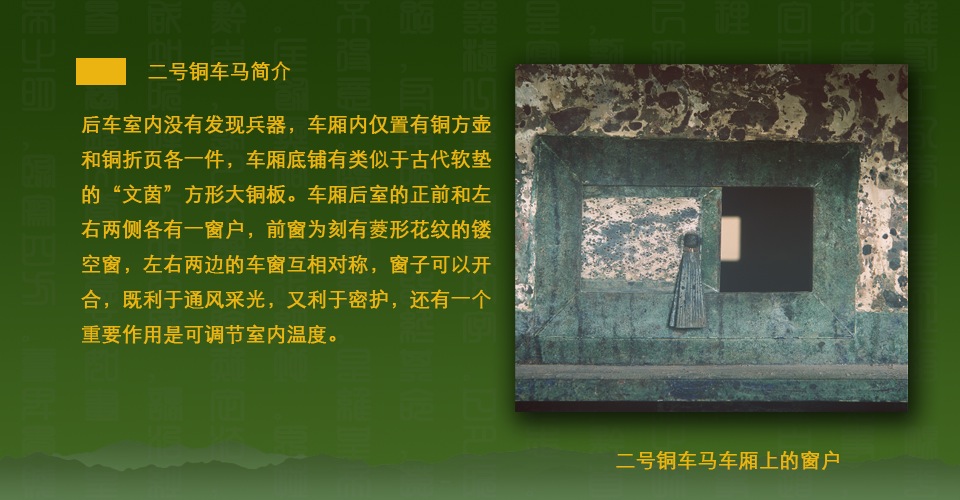 二号铜车马简介
后车室内没有发现兵器，车厢内仅置有铜方壶
和铜折页各一件，车厢底铺有类似于古代软垫
的“文茵”方形大铜板。车厢后室的正前和左
右两侧各有一窗户，前窗为刻有菱形花纹的镂
空窗，左右两边的车窗互相对称，窗子可以开
合，既利于通风采光，又利于密护，还有一个
重要作用是可调节室内温度。
二号铜车马车厢上的窗户